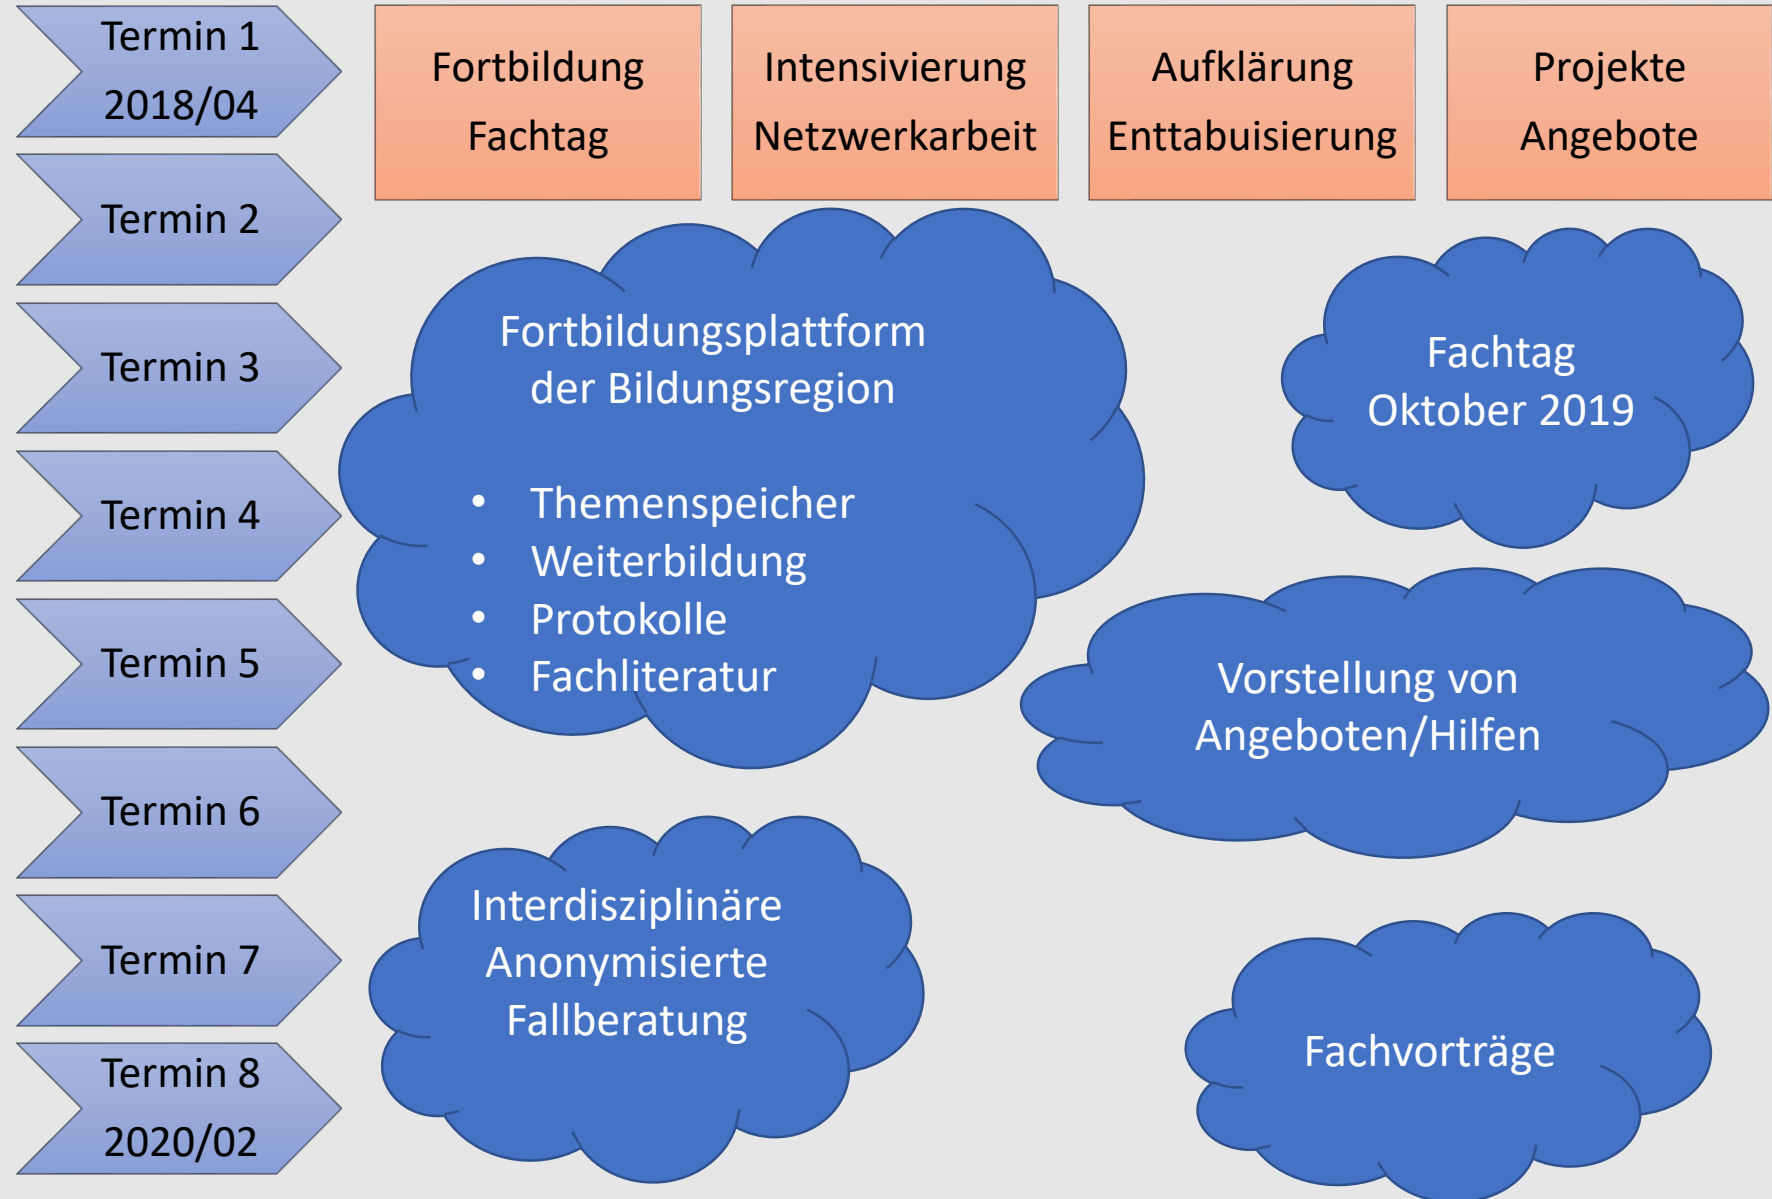 Termin 1
2018/04
Termin 2
Termin 3
Termin 4
Termin 5
Termin 6
Termin 7
Termin 8
2020/02
Fortbildung
Fachtag
Intensivierung
Netzwerkarbeit
Aufklärung
Enttabuisierung
Projekte
Angebote
Fortbildungsplattform
der Bildungsregion
• Themenspeicher
• Weiterbildung
• Protokolle
• Fachliteratur
Fachtag
Oktober 2019
Vorstellung von
Angeboten/Hilfen
Interdisziplinäre
Anonymisierte
Fallberatung
Fachvorträge